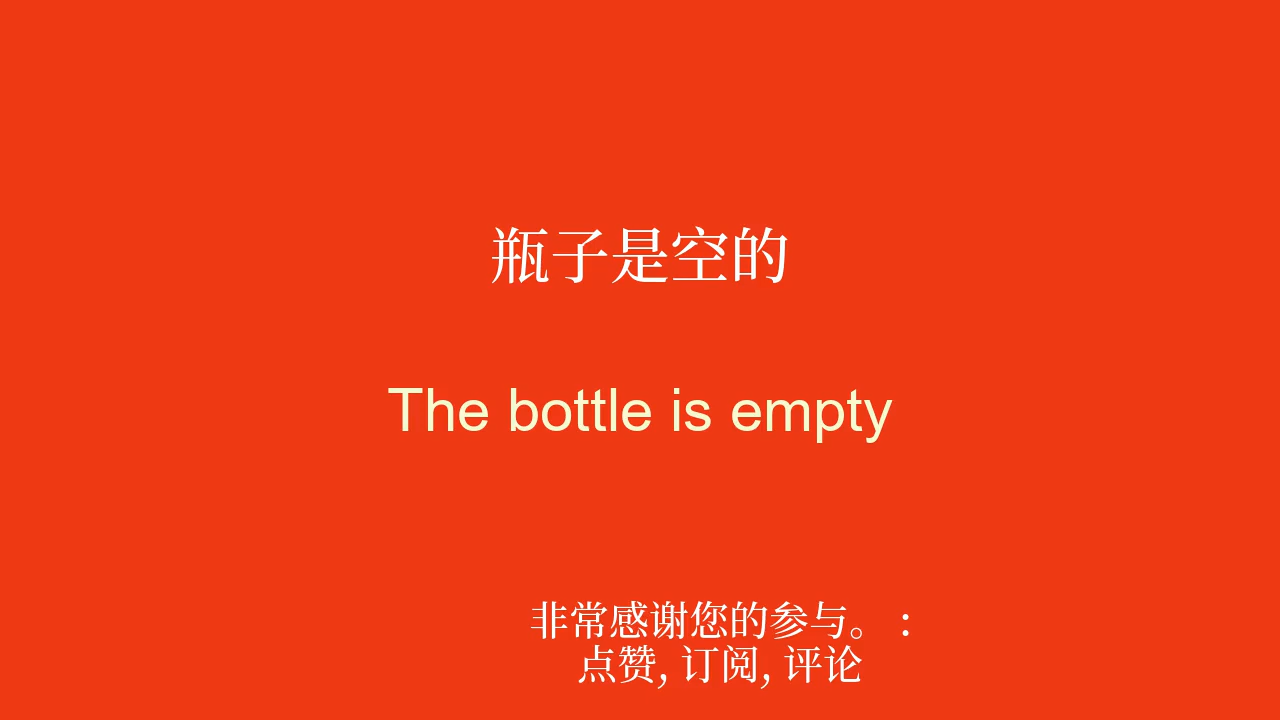 瓶子是空的
The bottle is empty
非常感谢您的参与。 :
点赞, 订阅, 评论